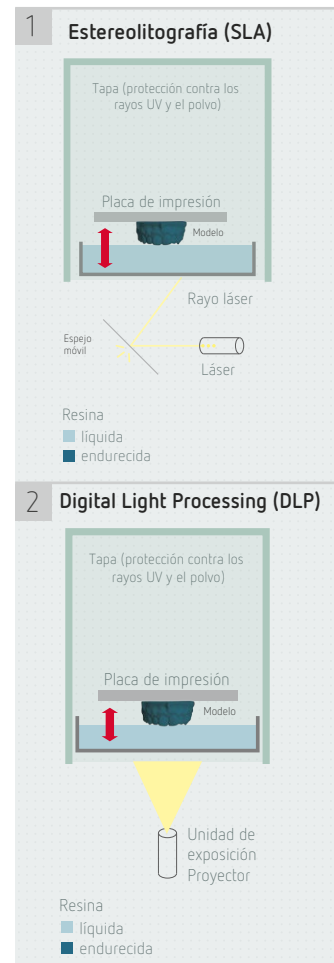 1
Estereolitografía (SLA)
Tapa (protección contra los
rayos UV y el polvo)
Placa de impresión
Modelo
Rayo láser
Espejo
móvil
Láser
Resina
líquida
endurecida
2
Digital Light Processing (DLP)
Tapa (protección contra los
rayos UV y el polvo)
Placa de impresión
Modelo
Unidad de
exposición
Proyector
Resina
líquida
endurecida